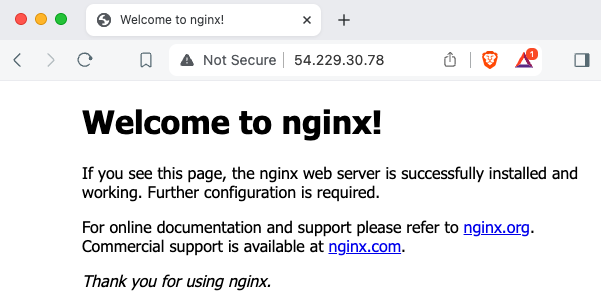 Welcome to nginx!
Not Secure 54.229.30.78
1
Welcome to nginx!
If you see this page, the nginx web server is successfully installed and
working. Further configuration is required.
For online documentation and support please refer to nginx.org.
Commercial support is available at nginx.com.
Thank you for using nginx.